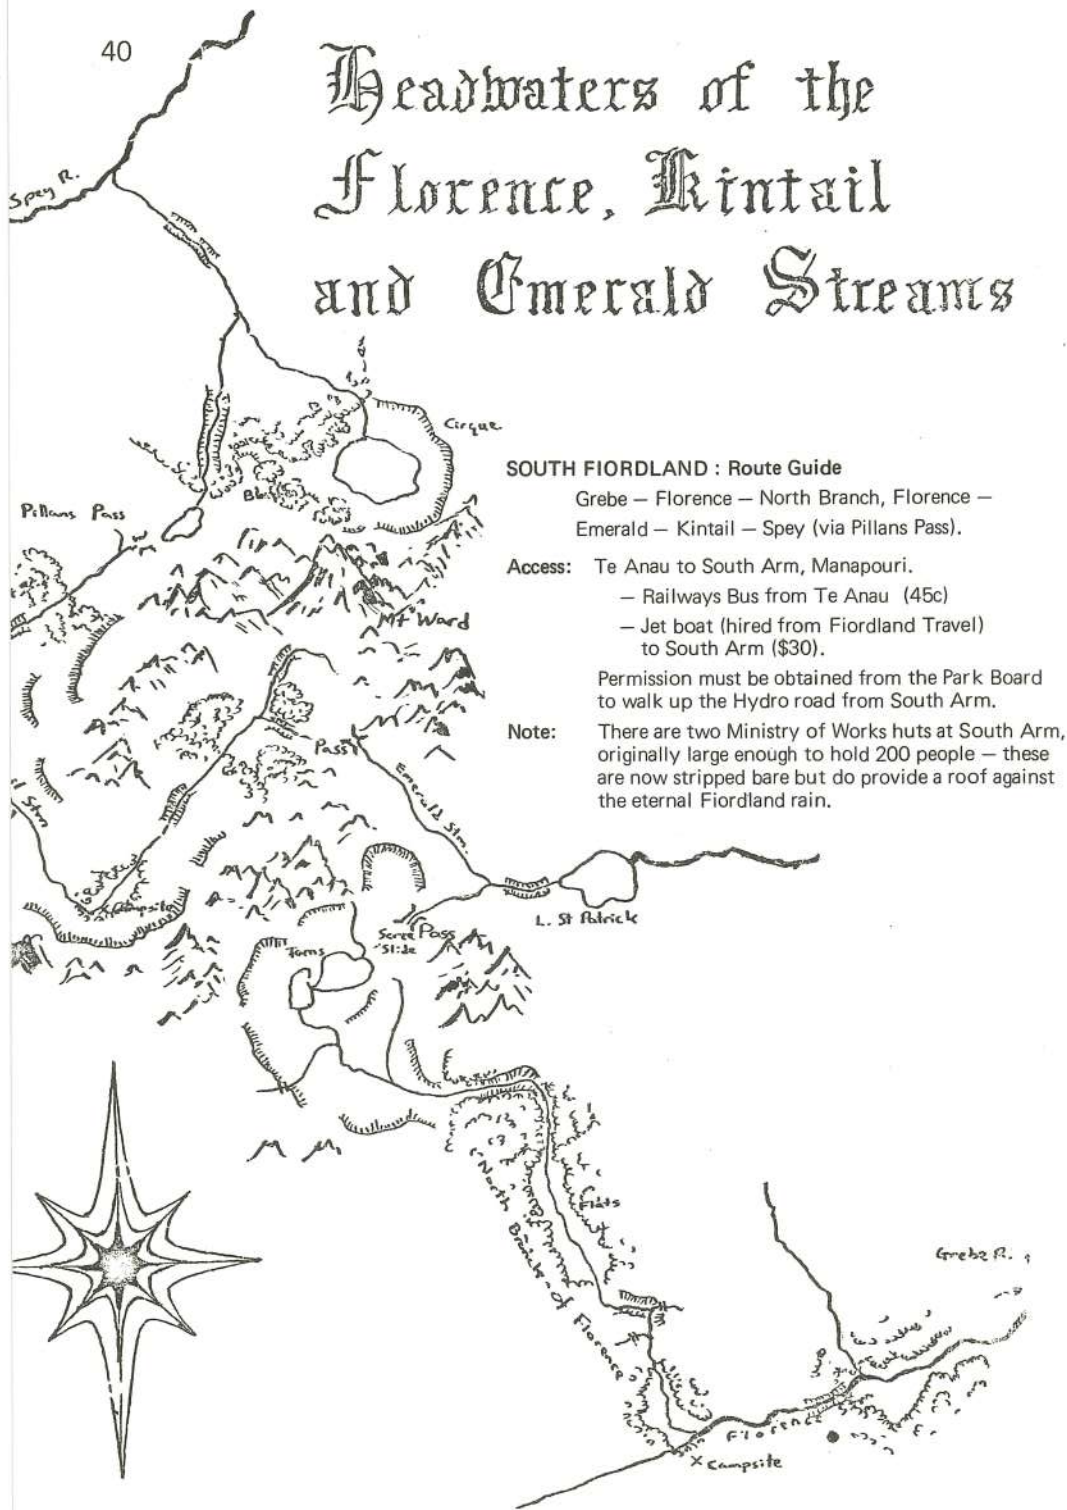 40
Headwaters of the
Florence, Kintail
and Emerald Streams
Spey R.
Cirque
SOUTH FIORDLAND : Route Guide
Grebe — Florence — North Branch, Florence —
Emerald — Kintail — Spey (via Pillans Pass).
Access: Te Anau to South Arm, Manapouri.
— Railways Bus from Te Anau (45c)
— Jet boat (hired from Fiordland Travel)
to South Arm ($30).
Permission must be obtained from the Park Board
to walk up the Hydro road from South Arm.
Note: There are two Ministry of Works huts at South Arm,
originally large enough to hold 200 people — these
are now stripped bare but do provide a roof against
the eternal Fiordland rain.
Pillans Pass
Mt Ward
Pass
Emerald Stm.
Stm
Campsite
L. St Patrick
Scree
Slide
Pass
Tarns
North Branch of Florence
Flats
Grebe R.
Florence
x Campsite